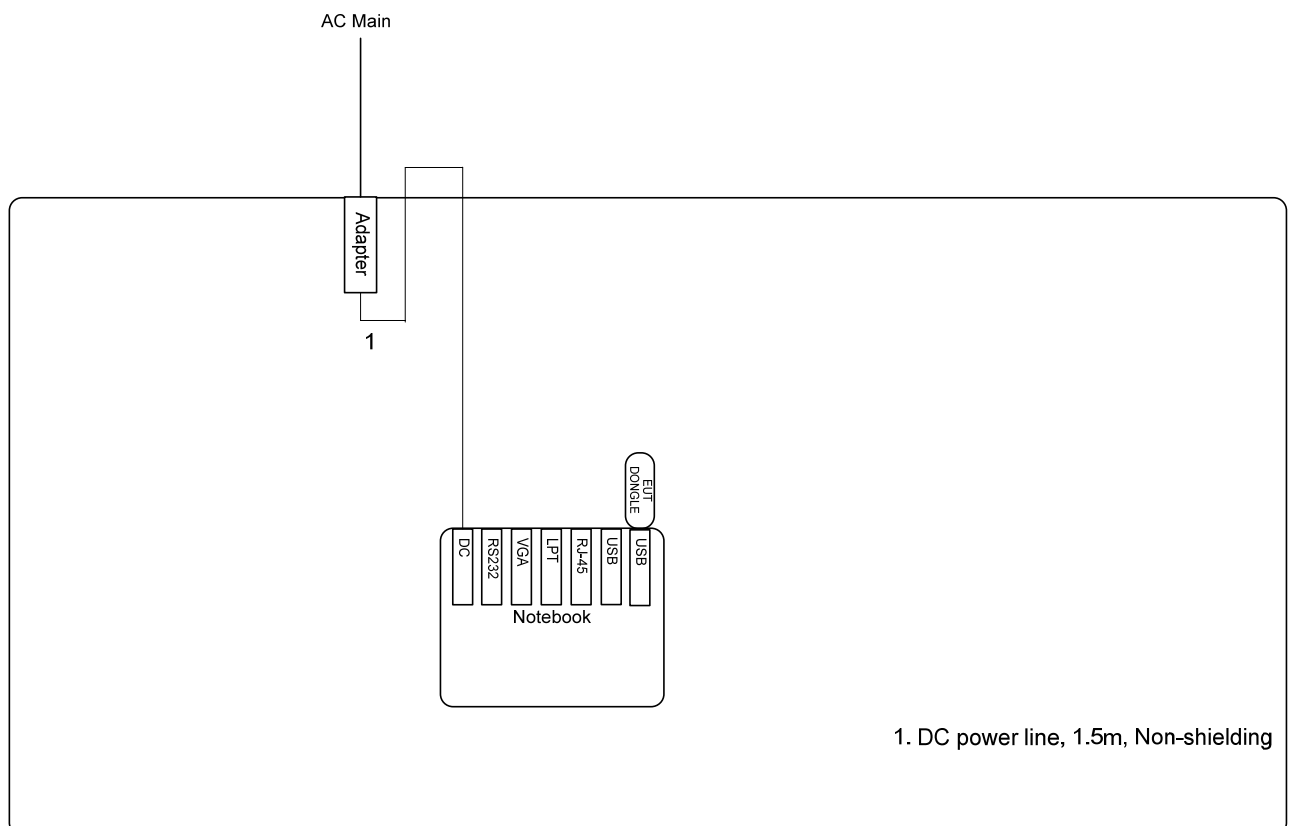 AC Main
Adapter
1
EUT
DONGLE
DC
RS232
VGA
LPT
RJ-45
USB
USB
Notebook
1. DC power line, 1.5m, Non-shielding